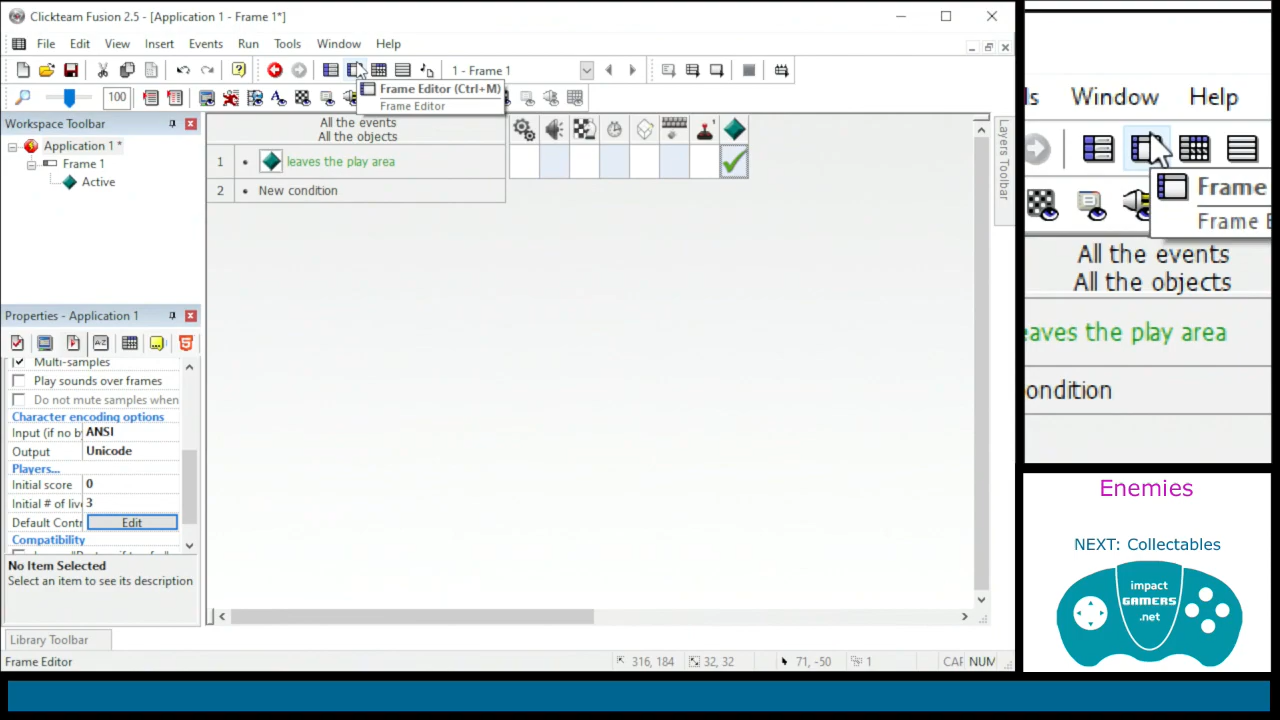 Clickteam Fusion 2.5 - [Application 1 - Frame 1*]
File Edit View Insert Events Run Tools Window Help
1 - Frame 1
100
Frame Editor (Ctrl+M)
Frame Editor
Workspace Toolbar
Application 1 *
Frame 1
Active
All the events
All the objects
1 • leaves the play area
2 • New condition
Layers Toolbar
Properties - Application 1
Multi-samples
Play sounds over frames
Do not mute samples when
Character encoding options
Input (if no by ANSI
Output Unicode
Players...
Initial score 0
Initial # of live 3
Default Contr Edit
Compatibility
No Item Selected
Select an item to see its description
Library Toolbar
Frame Editor
316, 184
32, 32
71, -50
1
CAP NUM
ls Window Help
Frame
Frame E
All the events
All the objects
eaves the play area
ondition
Enemies
NEXT: Collectables
impact
GAMERS
.net